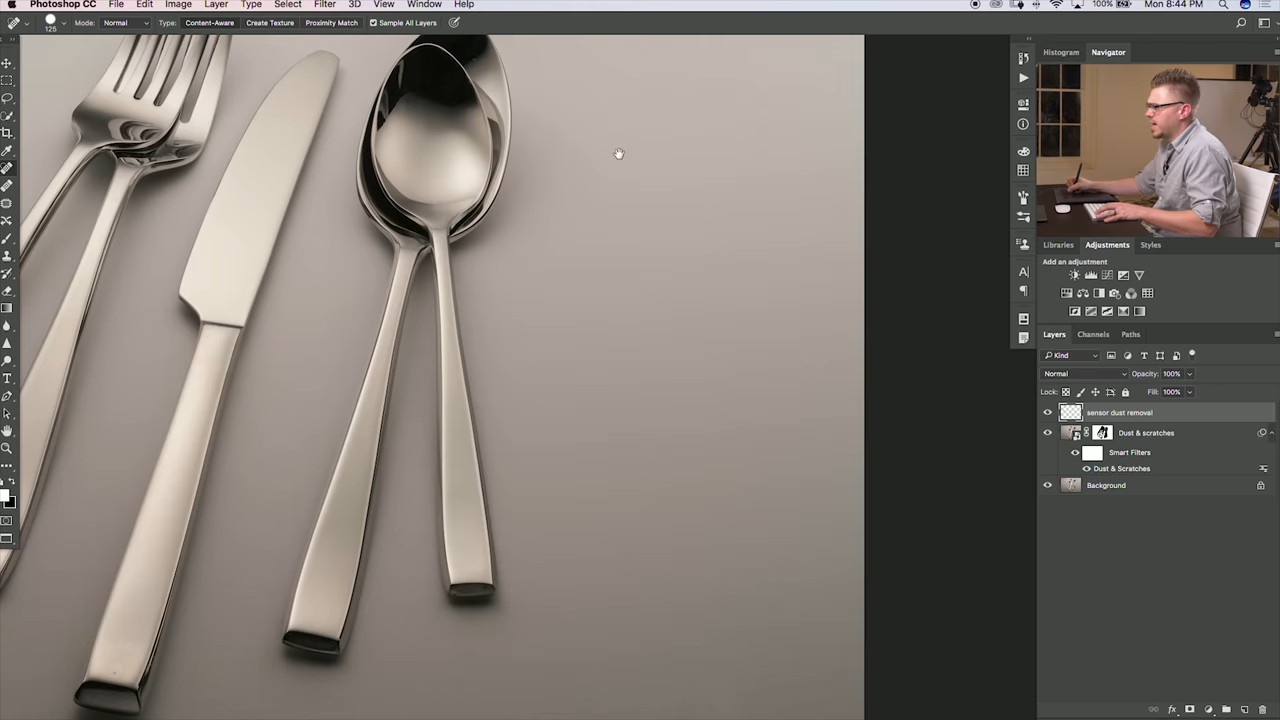 Photoshop CC File Edit Image Layer Type Select Filter 3D View Window Help 100% Mon 8:44 PM
125 Mode: Normal Type: Content-Aware Create Texture Proximity Match Sample All Layers
Histogram Navigator
Libraries Adjustments Styles
Add an adjustment
Layers Channels Paths
Kind
Normal Opacity: 100%
Lock: Fill: 100%
sensor dust removal
Dust & scratches
Smart Filters
Dust & Scratches
Background